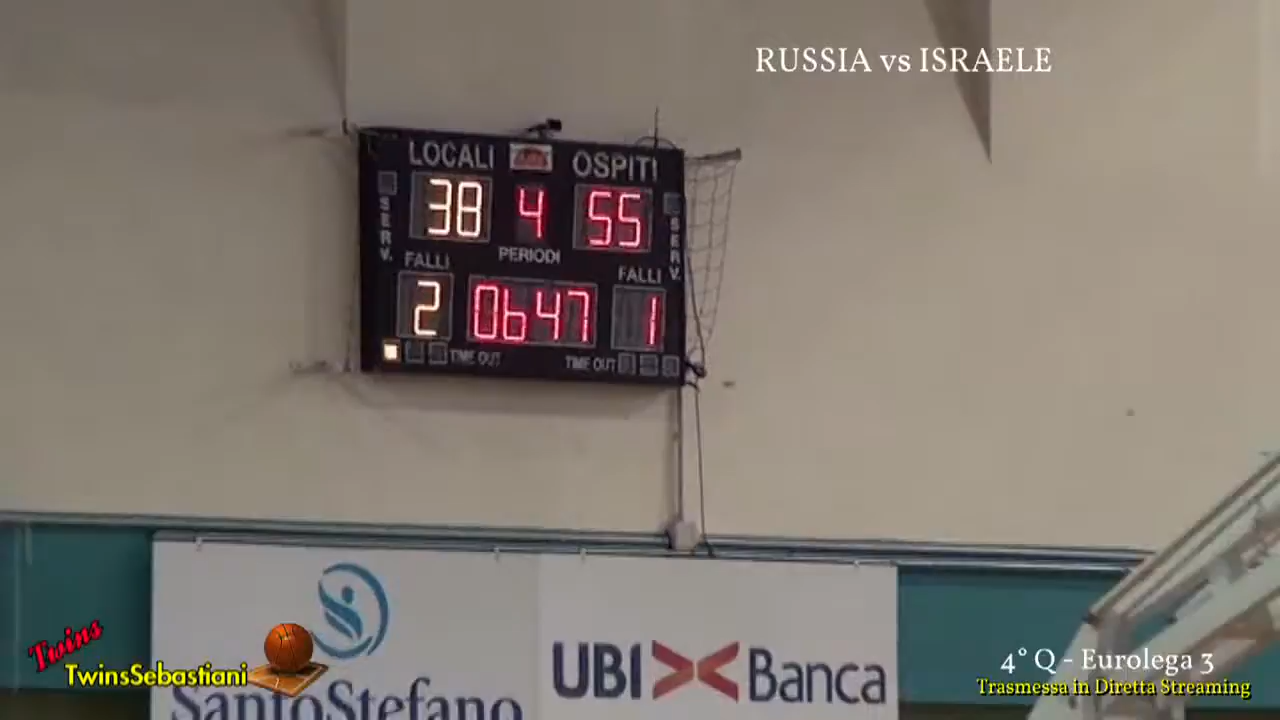 RUSSIA vs ISRAELE
LOCALI OSPITI
38 4 55
SERV. SERV.
PERIODI
FALLI FALLI
2 06 47 1
TIME OUT TIME OUT
SantoStefano
UBI Banca
Twins
TwinsSebastiani
4° Q - Eurolega 3
Trasmessa in Diretta Streaming